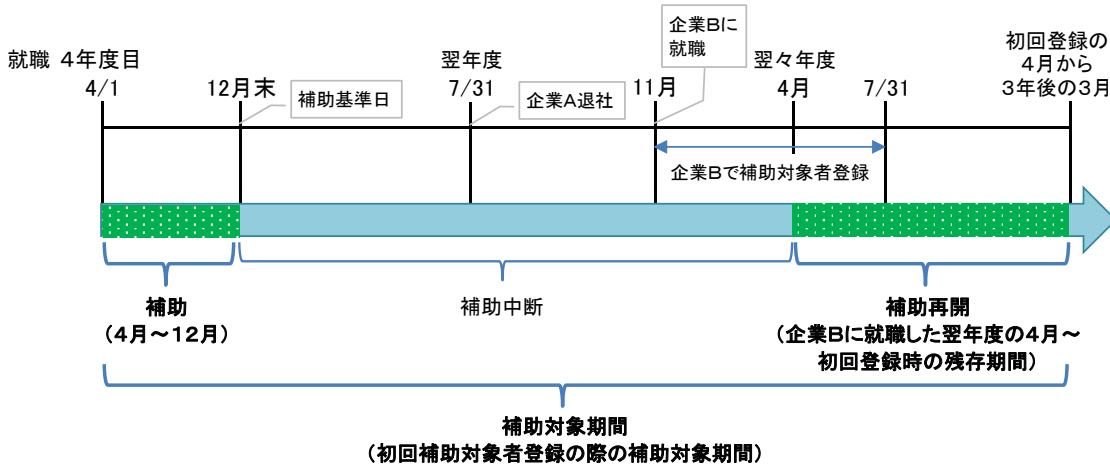 企業Bに
就職
初回登録の
4月から
3年後の3月
就職 4年度目
4/1
12月末
補助基準日
翌年度
7/31
企業A退社
11月
翌々年度
4月
7/31
企業Bで補助対象者登録
補助
（4月～12月）
補助中断
補助再開
（企業Bに就職した翌年度の4月～
初回登録時の残存期間）
補助対象期間
（初回補助対象者登録の際の補助対象期間）